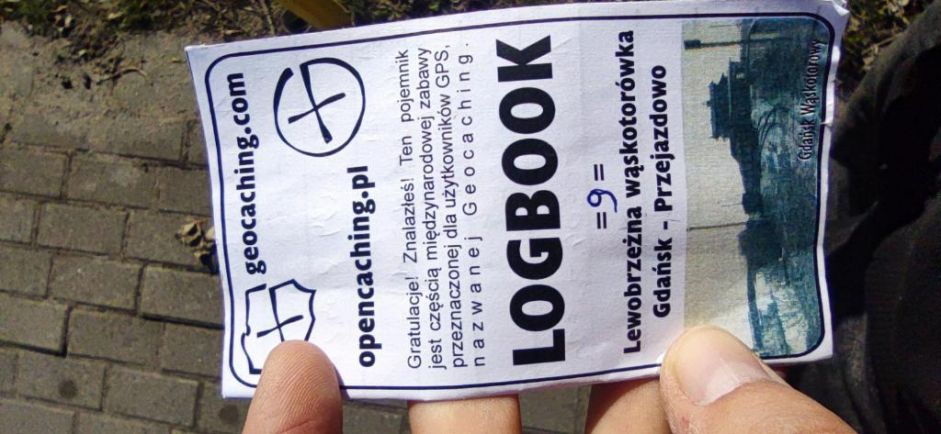 geocaching.com
opencaching.pl
Gratulacje! Znalazłeś! Ten pojemnik
jest częścią międzynarodowej zabawy
przeznaczonej dla użytkowników GPS,
nazwanej Geocaching.
LOGBOOK
=9=
Lewobrzeżna wąskotorówka
Gdańsk - Przejazdowo
Gdańsk Wąskotorowy